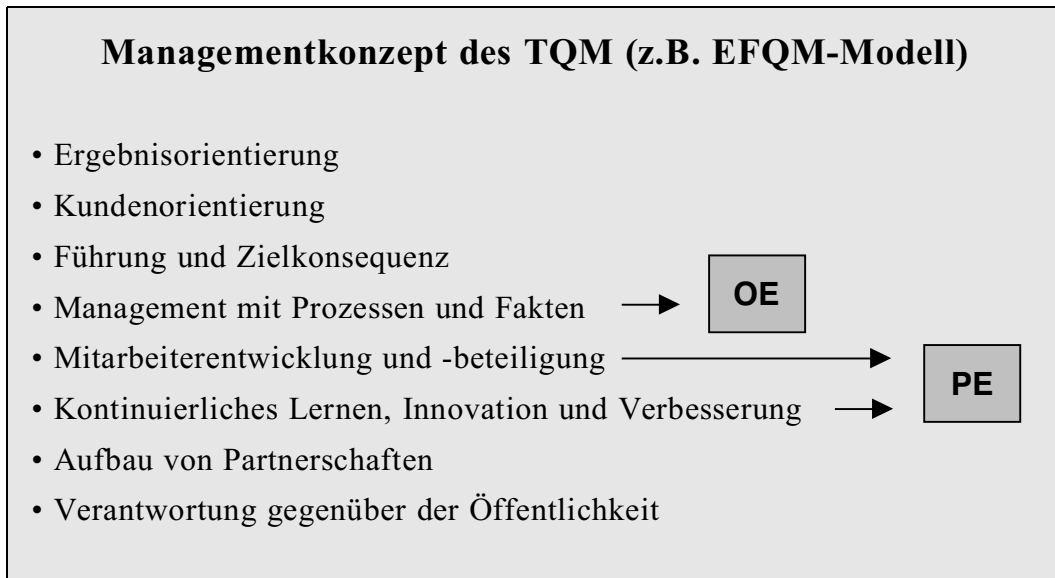 Managementkonzept des TQM (z.B. EFQM-Modell)
• Ergebnisorientierung
• Kundenorientierung
• Führung und Zielkonsequenz
• Management mit Prozessen und Fakten
OE
• Mitarbeiterentwicklung und -beteiligung
• Kontinuierliches Lernen, Innovation und Verbesserung
PE
• Aufbau von Partnerschaften
• Verantwortung gegenüber der Öffentlichkeit